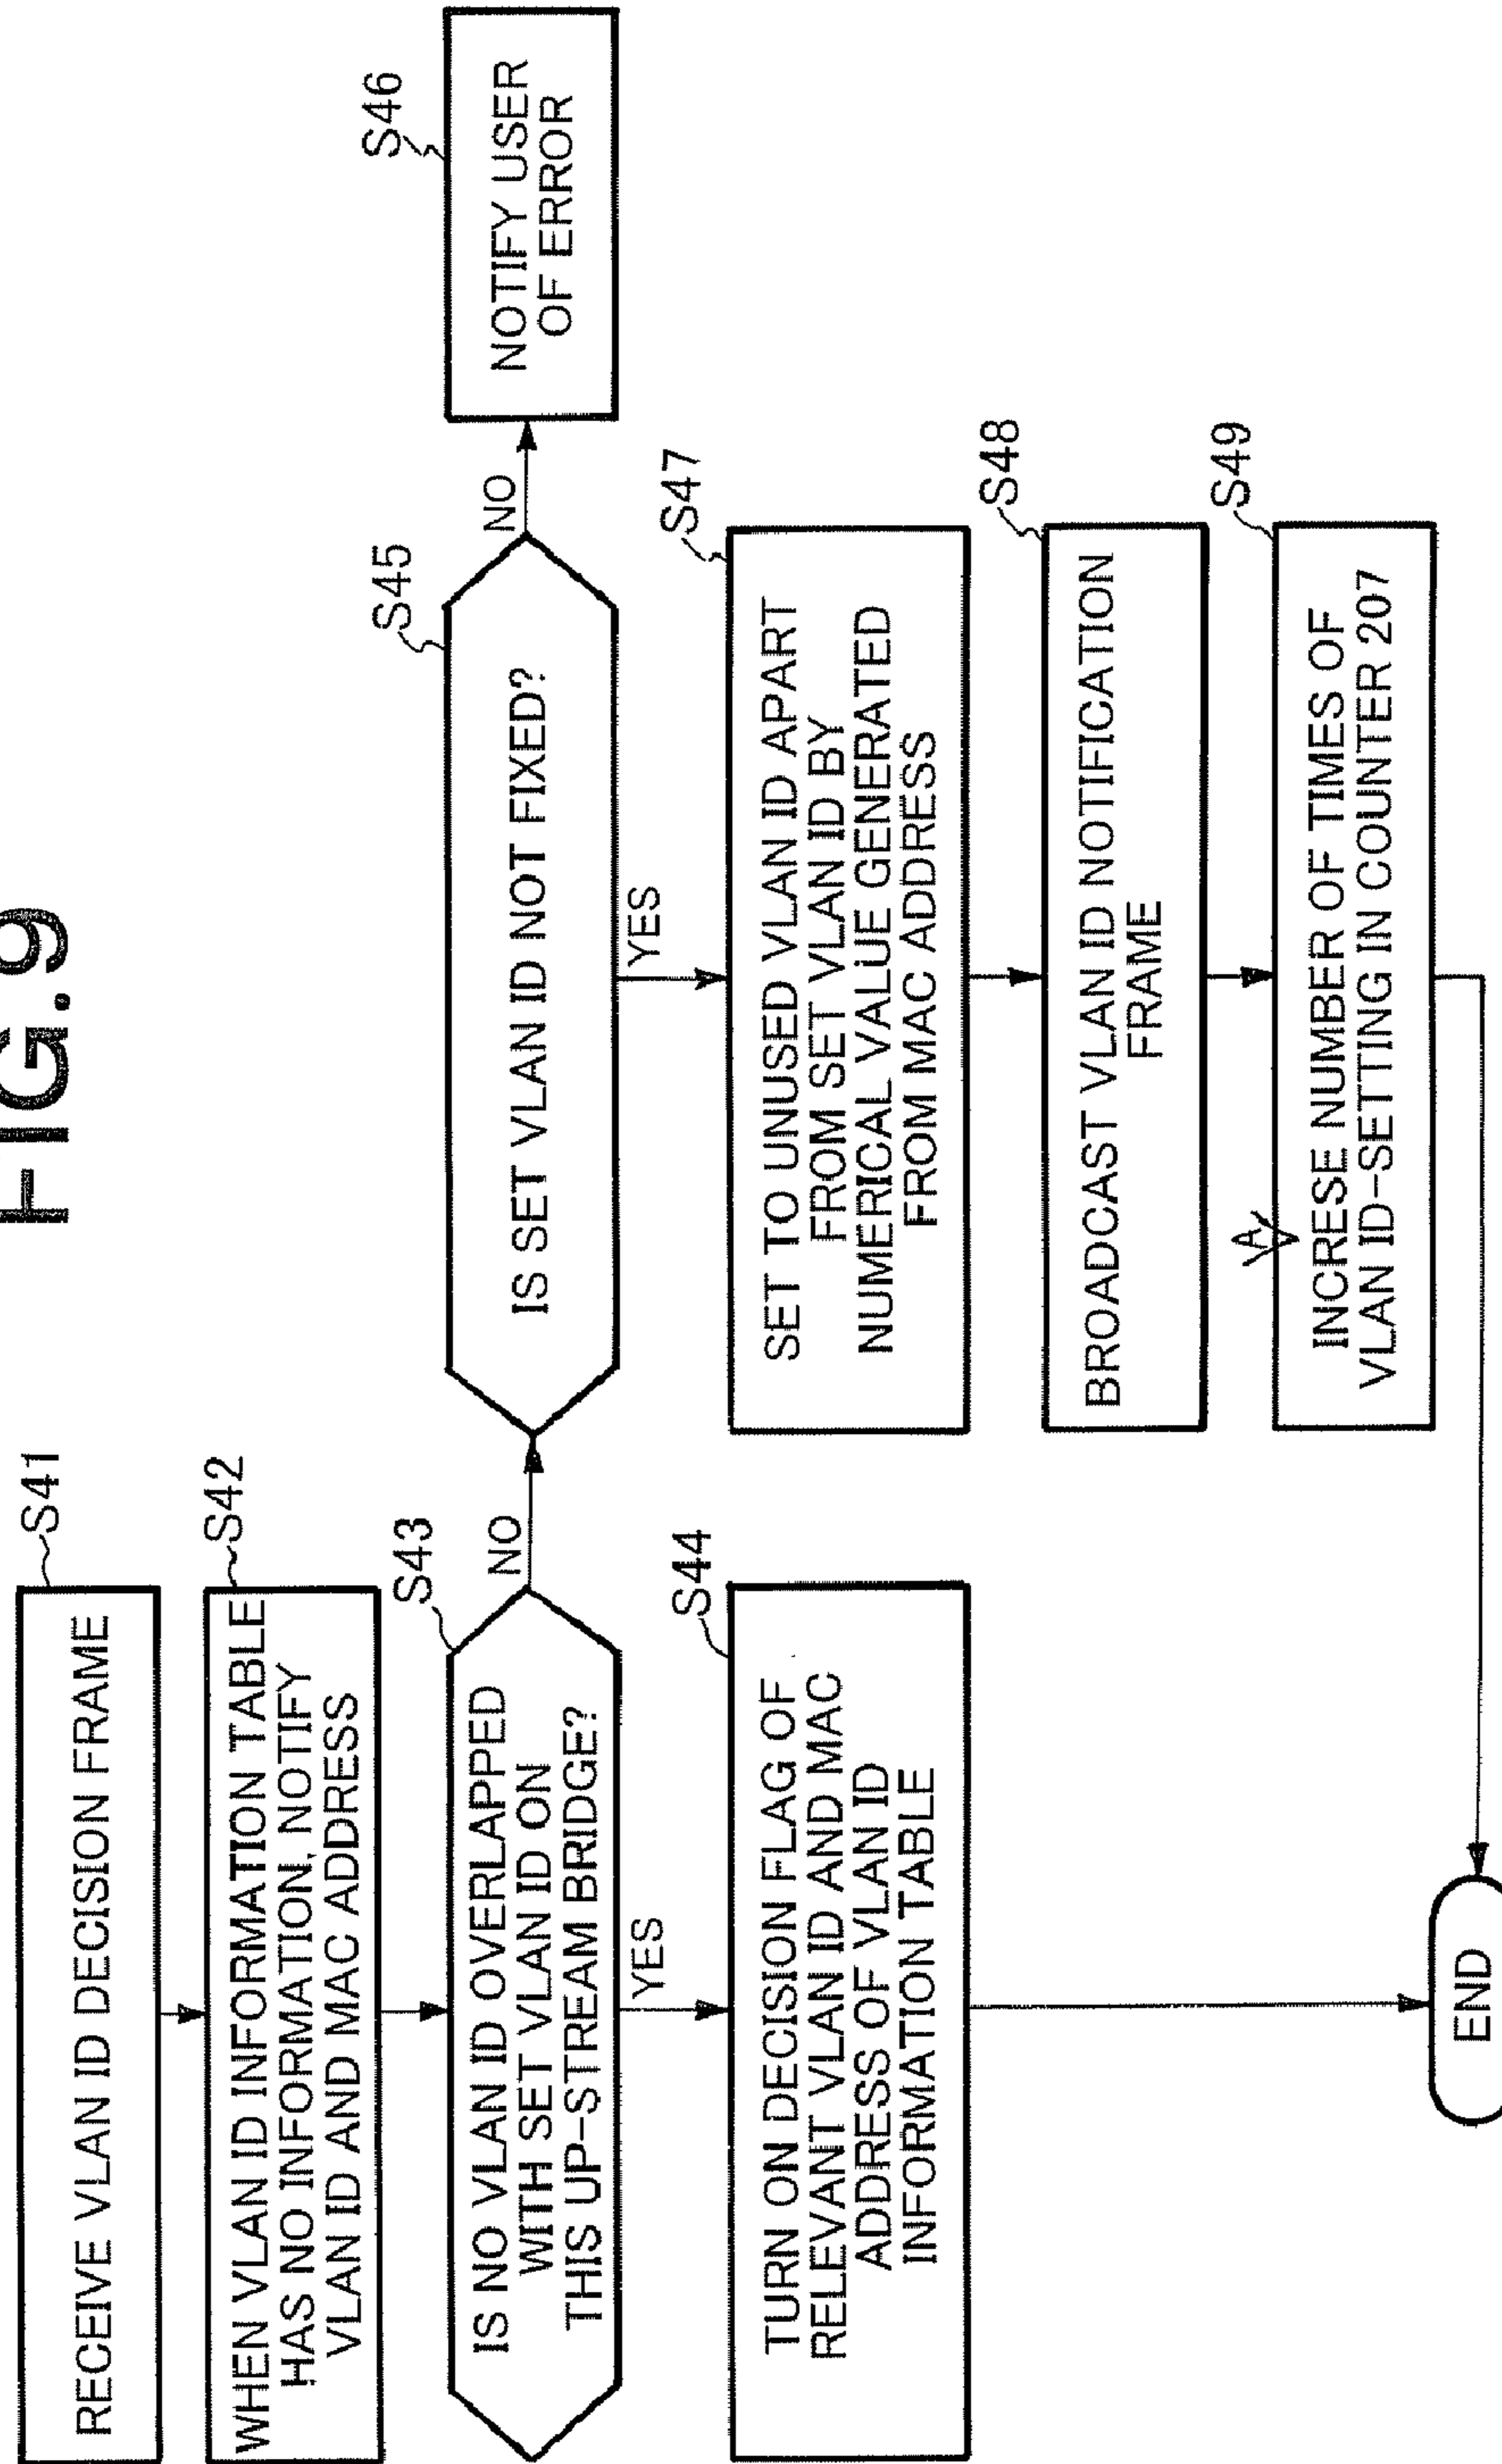 FIG.9
S41
RECEIVE VLAN ID DECISION FRAME
S42
WHEN VLAN ID INFORMATION TABLE
HAS NO INFORMATION, NOTIFY
VLAN ID AND MAC ADDRESS
S43
IS NO VLAN ID OVERLAPPED
WITH SET VLAN ID ON
THIS UP-STREAM BRIDGE?
NO
YES
S44
TURN ON DECISION FLAG OF
RELEVANT VLAN ID AND MAC
ADDRESS OF VLAN ID
INFORMATION TABLE
S45
IS SET VLAN ID NOT FIXED?
NO
YES
S46
NOTIFY USER
OF ERROR
S47
SET TO UNUSED VLAN ID APART
FROM SET VLAN ID BY
NUMERICAL VALUE GENERATED
FROM MAC ADDRESS
S48
BROADCAST VLAN ID NOTIFICATION
FRAME
S49
A
INCRESE NUMBER OF TIMES OF
VLAN ID-SETTING IN COUNTER 207
END